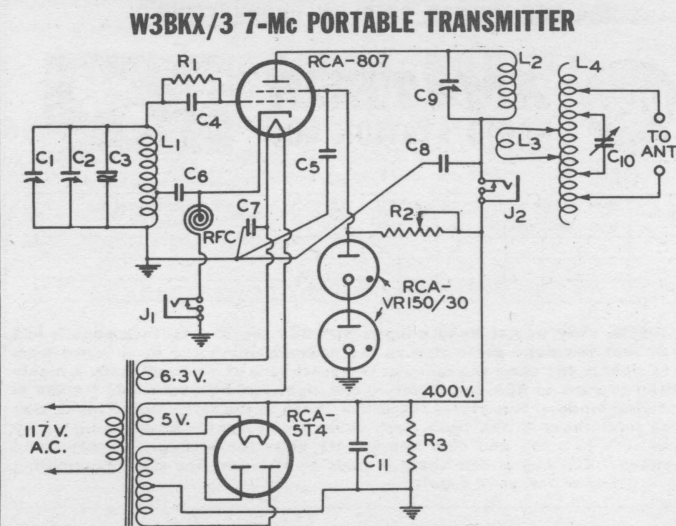 W3BKX/3 7-Mc PORTABLE TRANSMITTER
R1
RCA-807
L2
L4
C9
C4
L3
C10
TO
ANT.
C1
C2
C3
L1
C6
C5
C8
C7
R2
J2
RFC
RCA-
VR150/30
J1
6.3 V.
400 V.
5 V.
RCA-
5T4
117 V.
A.C.
C11
R3